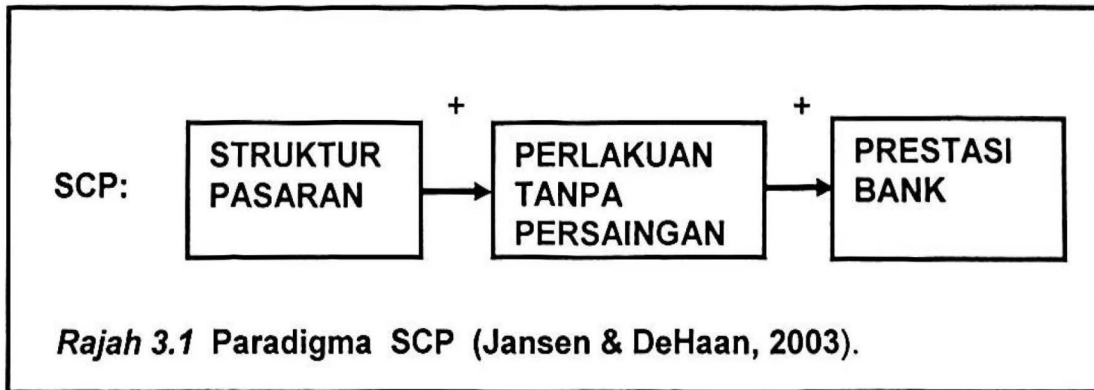 + +
SCP:
STRUKTUR
PASARAN
PERLAKUAN
TANPA
PERSAINGAN
PRESTASI
BANK
Rajah 3.1 Paradigma SCP (Jansen & DeHaan, 2003).